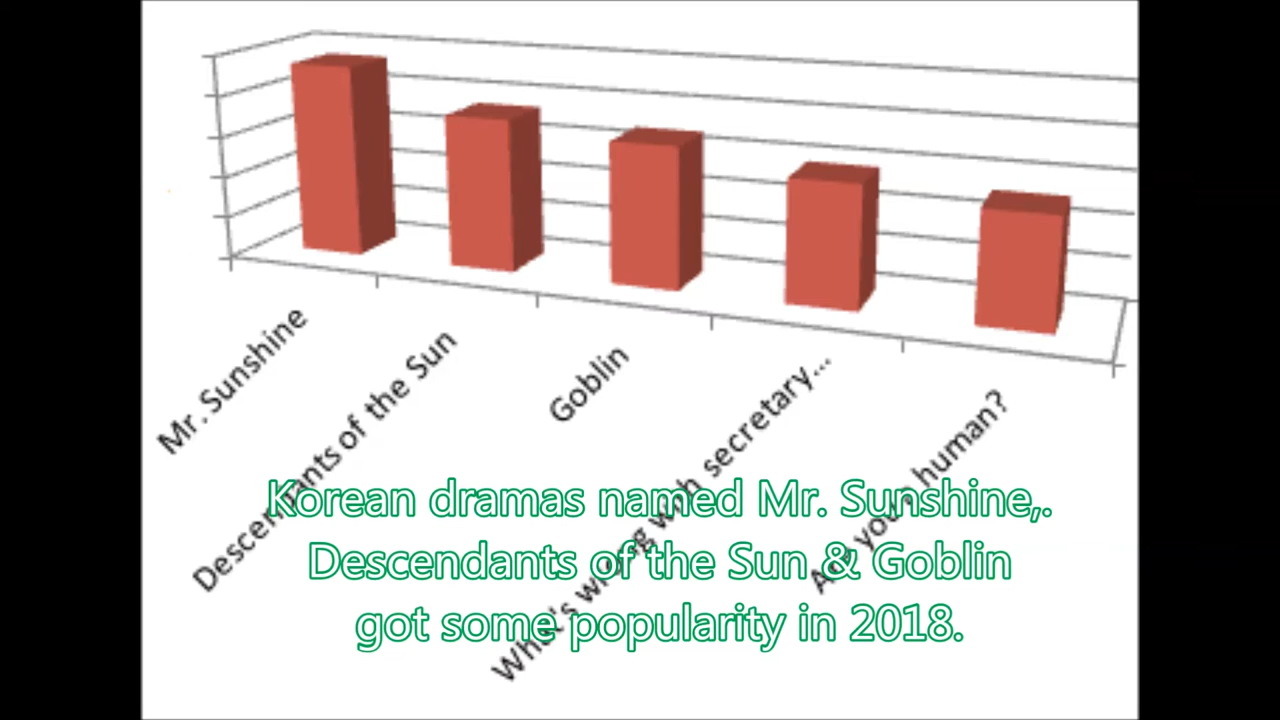 Mr. Sunshine
Descendants of the Sun
Goblin
What's wrong with secretary...
Are you a human?
Korean dramas named Mr. Sunshine,.
Descendants of the Sun & Goblin
got some popularity in 2018.